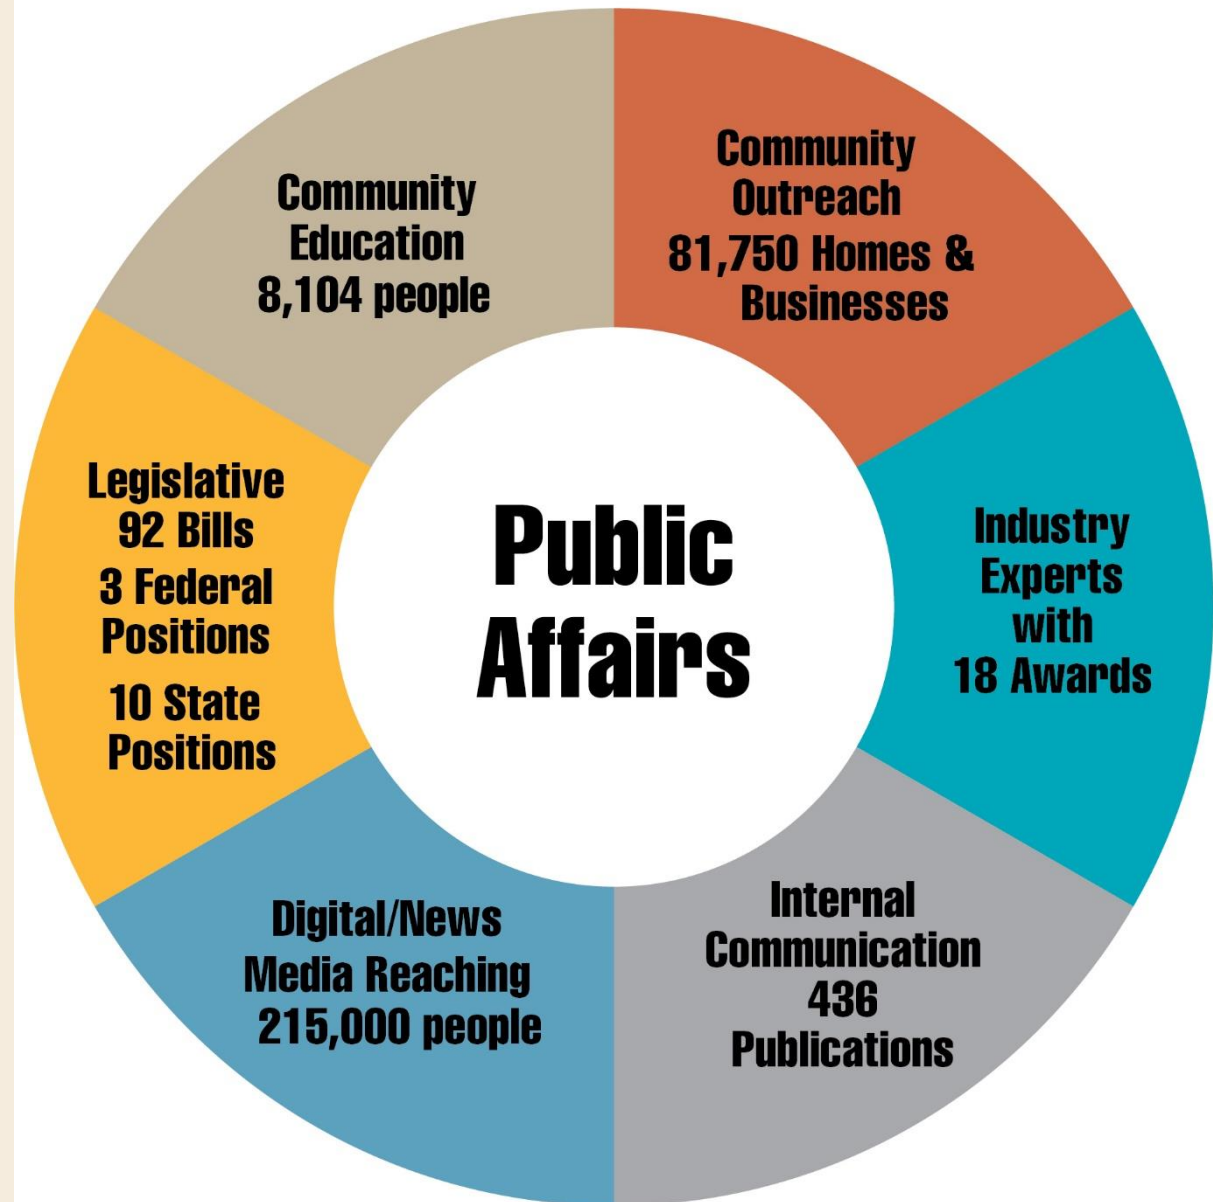 Community
Outreach
81,750 Homes &
Businesses
Industry
Experts
with
18 Awards
Internal
Communication
436
Publications
Digital/News
Media Reaching
215,000 people
Legislative
92 Bills
3 Federal
Positions
10 State
Positions
Community
Education
8,104 people
Public
Affairs